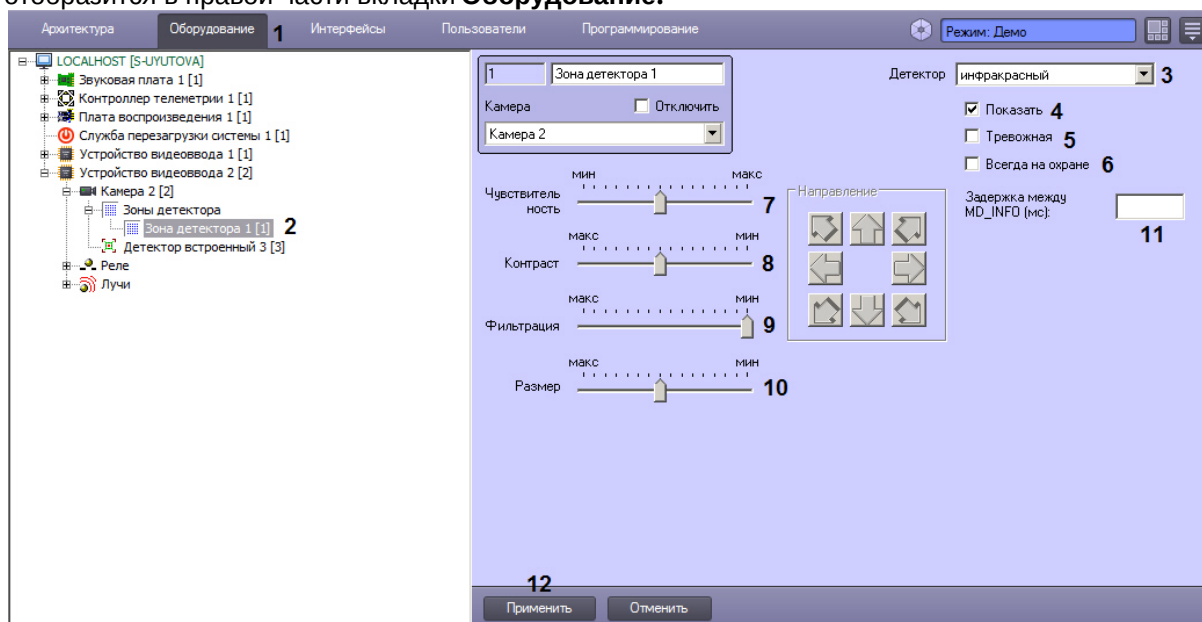 отобразится в правой части вкладки Оборудование.
Архитектура Оборудование 1 Интерфейсы Пользователи Программирование Режим: Демо
LOCALHOST [S-UYUTOVA]
Звуковая плата 1 [1]
Контроллер телеметрии 1 [1]
Плата воспроизведения 1 [1]
Служба перезагрузки системы 1 [1]
Устройство видеоввода 1 [1]
Устройство видеоввода 2 [2]
Камера 2 [2]
Зоны детектора
Зона детектора 1 [1] 2
Детектор встроенный 3 [3]
Реле
Лучи
1 Зона детектора 1
Камера Отключить
Камера 2
Детектор инфракрасный 3
Показать 4
Тревожная 5
Всегда на охране 6
Задержка между
MD_INFO (мс):
11
мин макс
Чувствитель
ность 7
макс мин
Контраст 8
макс мин
Фильтрация 9
макс мин
Размер 10
Направление
12
Применить Отменить